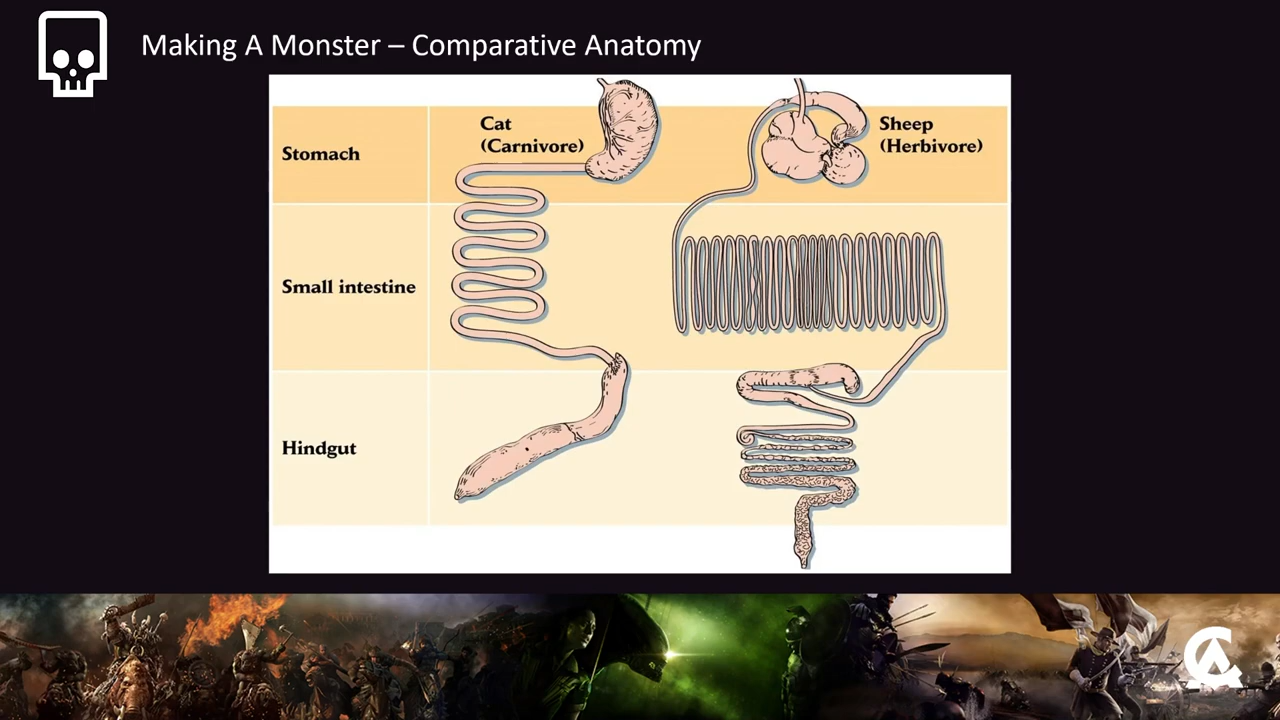 Making A Monster – Comparative Anatomy
Cat
(Carnivore)
Sheep
(Herbivore)
Stomach
Small intestine
Hindgut